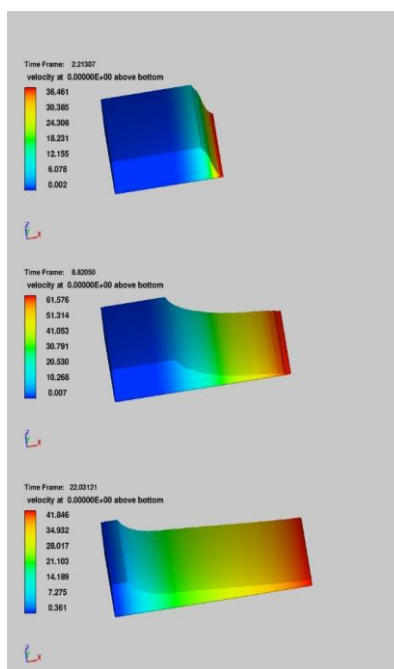 Time Frame: 2.21307
velocity at 0.00000E+00 above bottom
36.461
30.385
24.308
18.231
12.155
6.078
0.002
Z
Y X
Time Frame: 8.82050
velocity at 0.00000E+00 above bottom
61.576
51.314
41.053
30.791
20.530
10.268
0.007
Z
Y X
Time Frame: 22.03121
velocity at 0.00000E+00 above bottom
41.846
34.932
28.017
21.103
14.189
7.275
0.361
Z
Y X